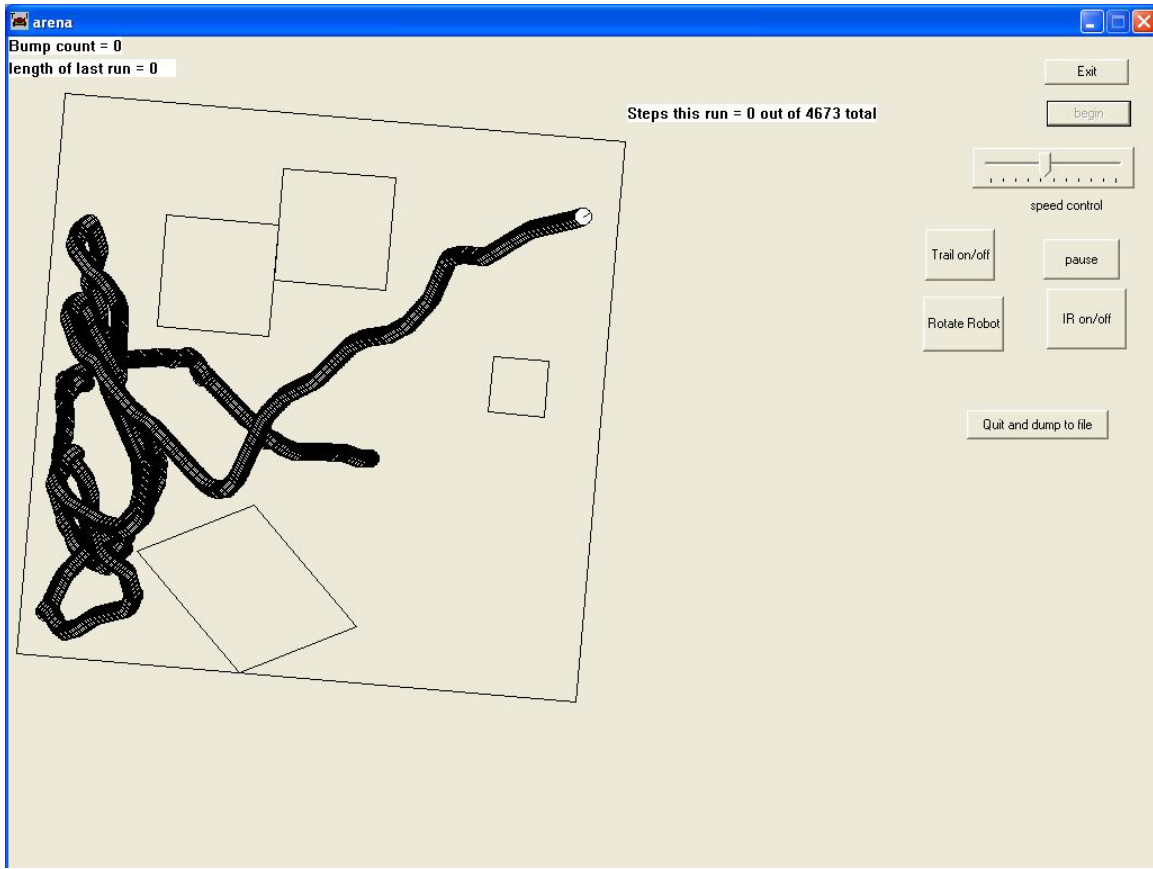 arena
Bump count = 0
length of last run = 0
Exit
Steps this run = 0 out of 4673 total
begin
speed control
Trail on/off
pause
Rotate Robot
IR on/off
Quit and dump to file